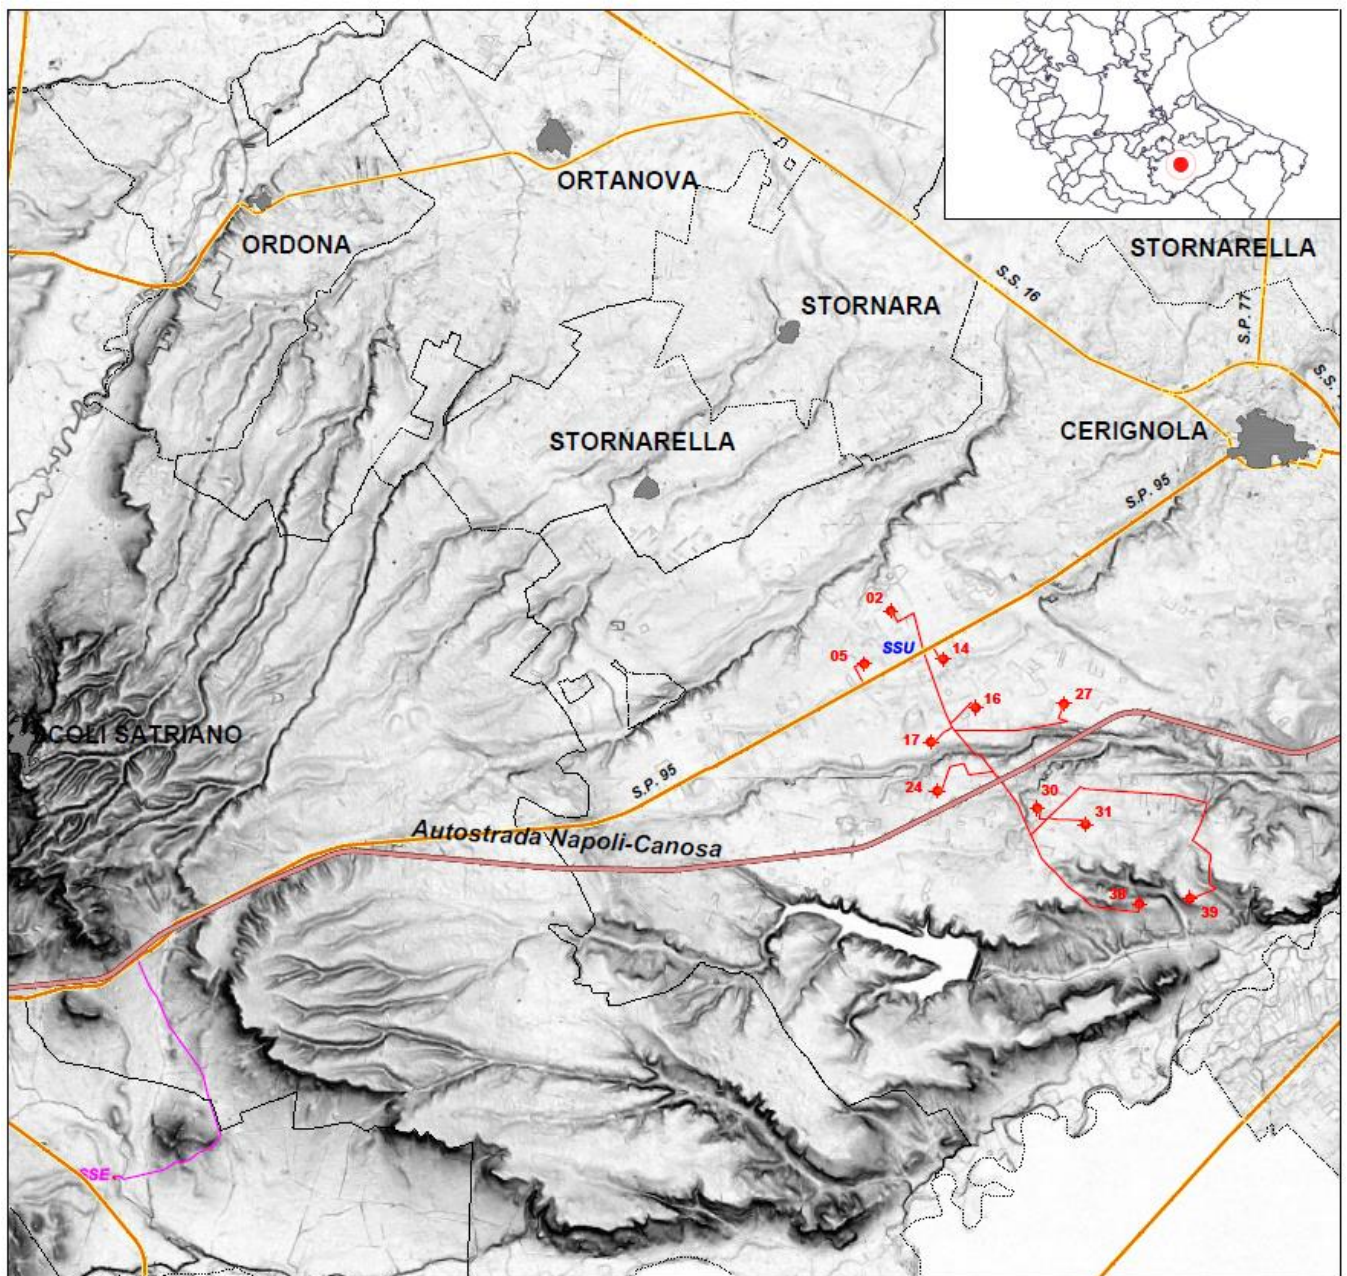 ORTANOVA
ORDONA
STORNARELLA
S.S. 16
STORNARA
S.P. 77
S.S.
CERIGNOLA
STORNARELLA
S.P. 95
02
SSU
14
05
16
27
17
COLI SATRIANO
24
S.P. 95
30
31
Autostrada Napoli-Canosa
38
39
SSE